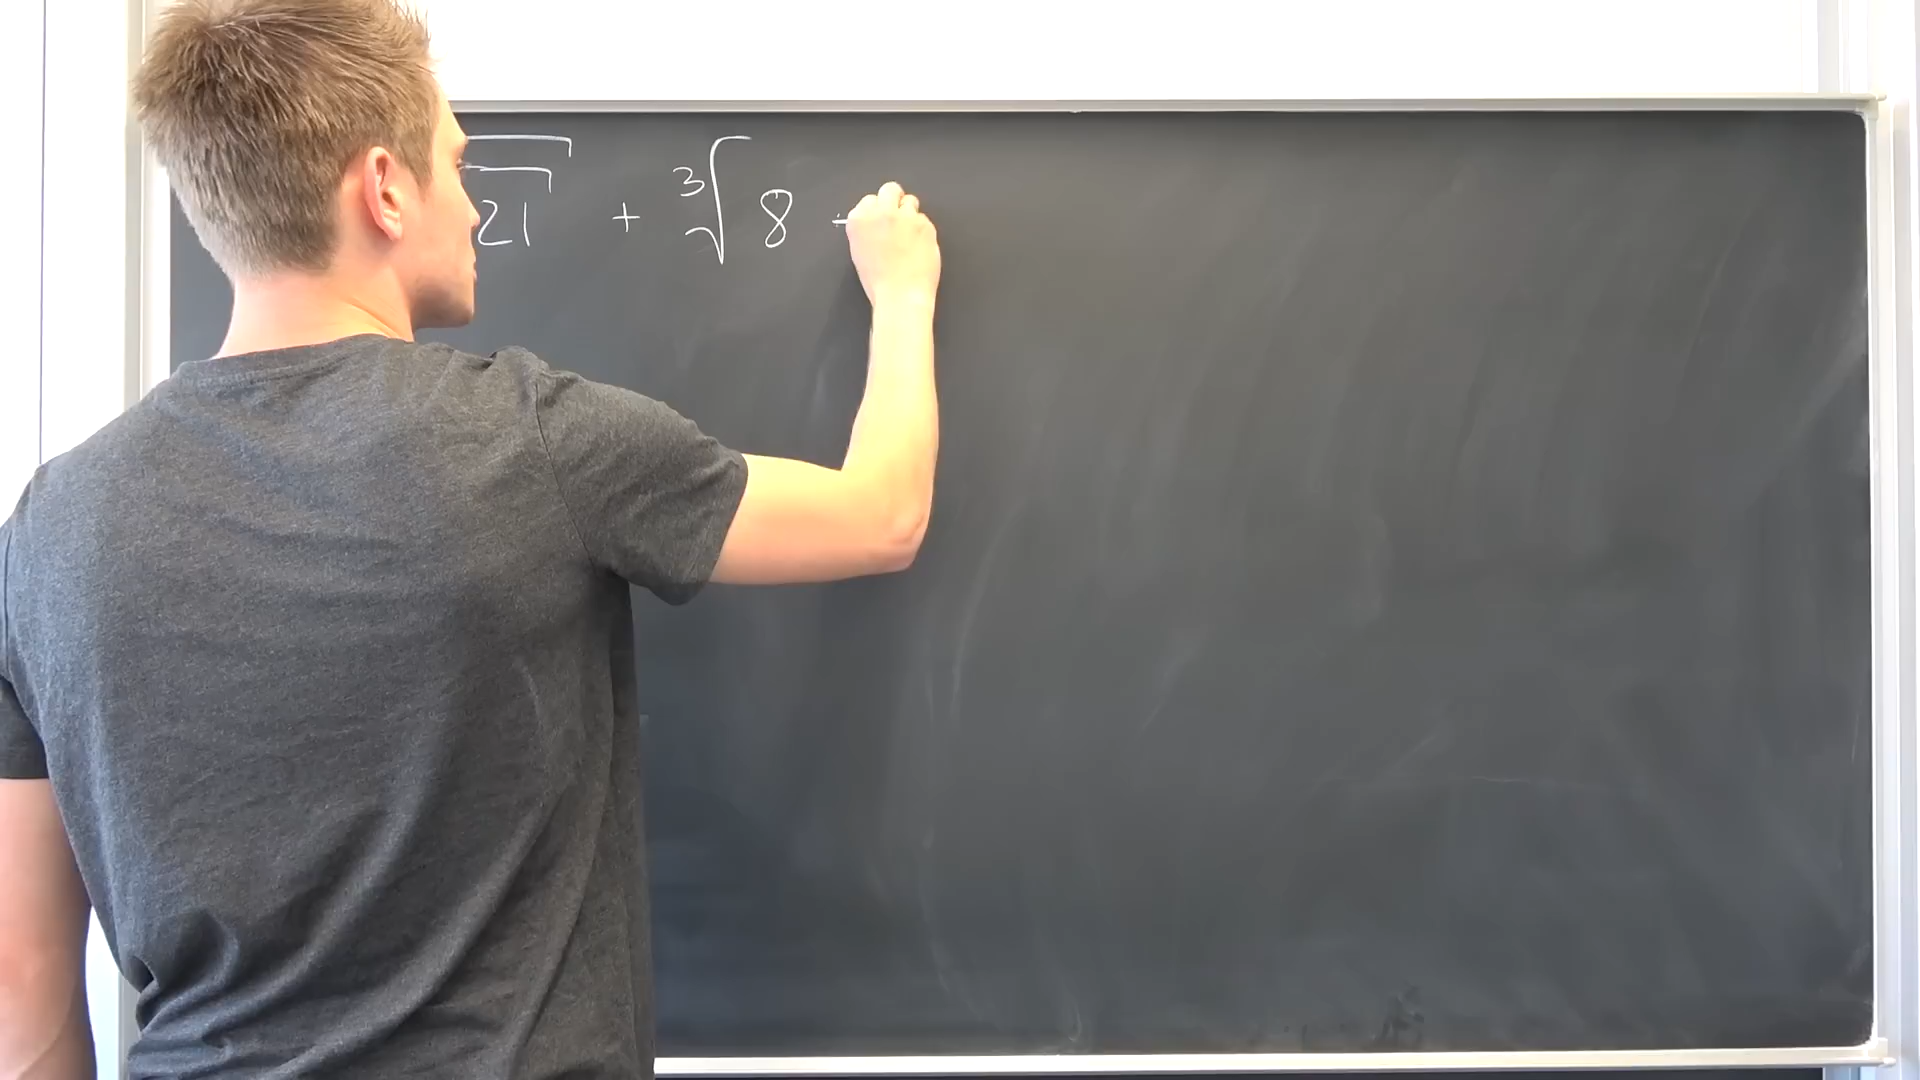 21 + ∛8 +